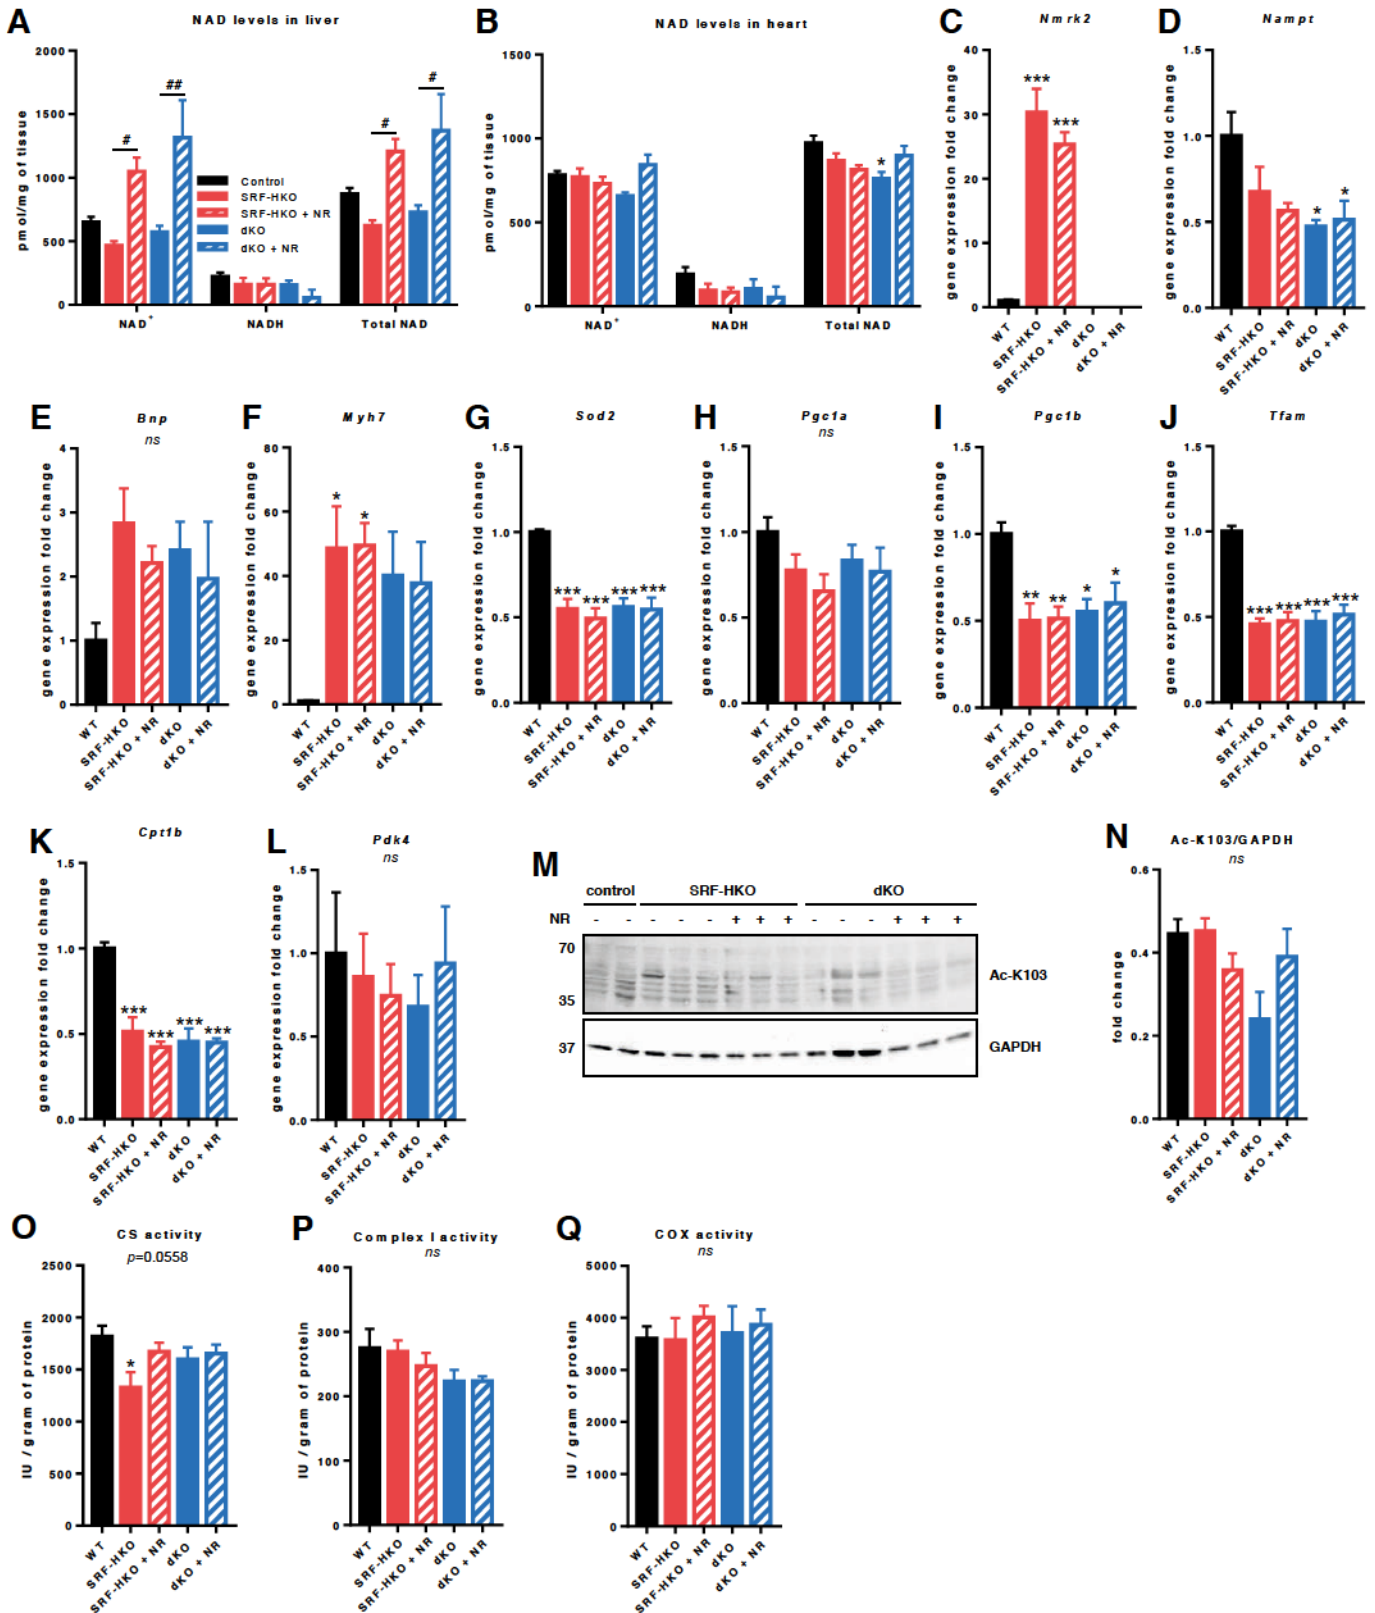 A
NAD levels in liver
pmol/mg of tissue
2000
1500
1000
500
0
#
##
#
#
Control
SRF-HKO
SRF-HKO + NR
dKO
dKO + NR
NAD+
NADH
Total NAD
B
NAD levels in heart
pmol/mg of tissue
1500
1000
500
0
*
NAD+
NADH
Total NAD
C
Nmrk2
gene expression fold change
40
30
20
10
0
***
***
WT
SRF-HKO
SRF-HKO + NR
dKO
dKO + NR
D
Nampt
gene expression fold change
1.5
1.0
0.5
0.0
*
*
WT
SRF-HKO
SRF-HKO + NR
dKO
dKO + NR
E
Bnp
ns
gene expression fold change
4
3
2
1
0
WT
SRF-HKO
SRF-HKO + NR
dKO
dKO + NR
F
Myh7
gene expression fold change
80
60
40
20
0
*
*
WT
SRF-HKO
SRF-HKO + NR
dKO
dKO + NR
G
Sod2
gene expression fold change
1.5
1.0
0.5
0.0
*** *** *** ***
WT
SRF-HKO
SRF-HKO + NR
dKO
dKO + NR
H
Pgc1a
ns
gene expression fold change
1.5
1.0
0.5
0.0
WT
SRF-HKO
SRF-HKO + NR
dKO
dKO + NR
I
Pgc1b
gene expression fold change
1.5
1.0
0.5
0.0
** ** * *
WT
SRF-HKO
SRF-HKO + NR
dKO
dKO + NR
J
Tfam
gene expression fold change
1.5
1.0
0.5
0.0
*** *** *** ***
WT
SRF-HKO
SRF-HKO + NR
dKO
dKO + NR
K
Cpt1b
gene expression fold change
1.5
1.0
0.5
0.0
*** *** *** ***
WT
SRF-HKO
SRF-HKO + NR
dKO
dKO + NR
L
Pdk4
ns
gene expression fold change
1.5
1.0
0.5
0.0
WT
SRF-HKO
SRF-HKO + NR
dKO
dKO + NR
M
control SRF-HKO dKO
NR - - - - - + + + - - - + + +
70
35
Ac-K103
37
GAPDH
N
Ac-K103/GAPDH
ns
fold change
0.6
0.4
0.2
0.0
WT
SRF-HKO
SRF-HKO + NR
dKO
dKO + NR
O
CS activity
p=0.0558
IU / gram of protein
2500
2000
1500
1000
500
0
*
WT
SRF-HKO
SRF-HKO + NR
dKO
dKO + NR
P
Complex I activity
ns
IU / gram of protein
400
300
200
100
0
WT
SRF-HKO
SRF-HKO + NR
dKO
dKO + NR
Q
COX activity
ns
IU / gram of protein
5000
4000
3000
2000
1000
0
WT
SRF-HKO
SRF-HKO + NR
dKO
dKO + NR